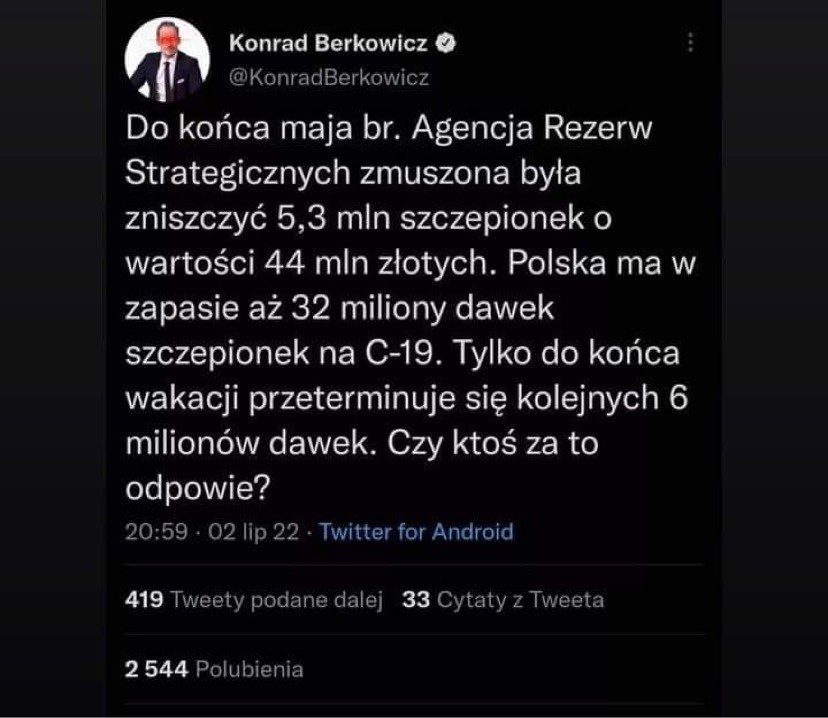 Konrad Berkowicz
@KonradBerkowicz
Do końca maja br. Agencja Rezerw
Strategicznych zmuszona była
zniszczyć 5,3 mln szczepionek o
wartości 44 mln złotych. Polska ma w
zapasie aż 32 miliony dawek
szczepionek na C-19. Tylko do końca
wakacji przeterminuje się kolejnych 6
milionów dawek. Czy ktoś za to
odpowie?
20:59 · 02 lip 22 · Twitter for Android
419 Tweety podane dalej 33 Cytaty z Tweeta
2 544 Polubienia